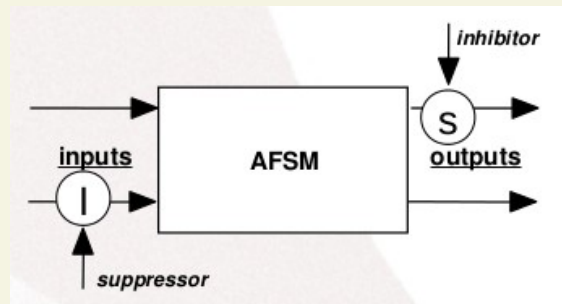 inhibitor
S
inputs
AFSM
outputs
I
suppressor